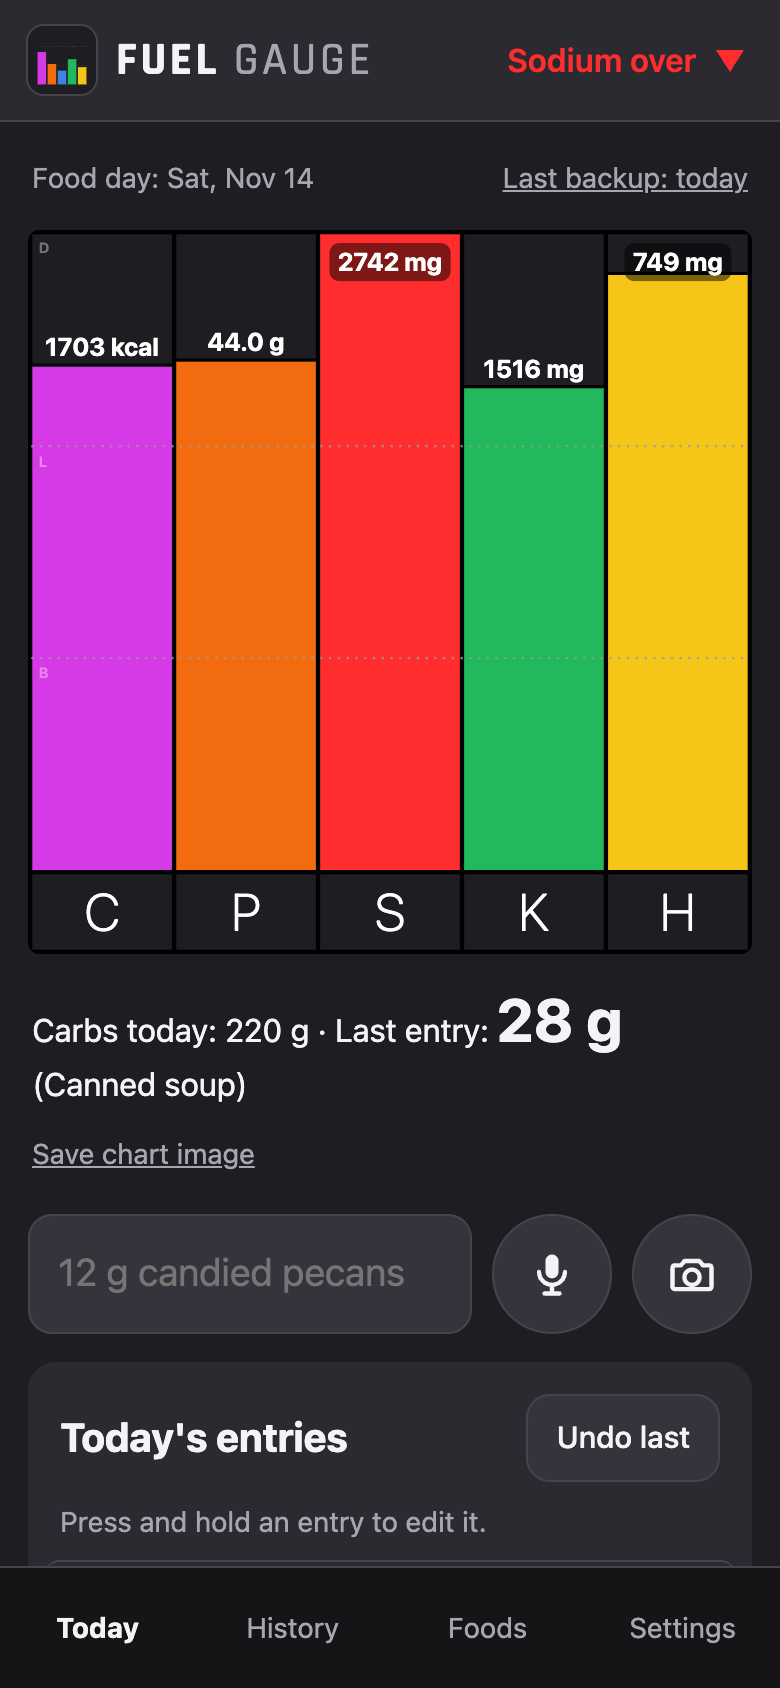 FUEL GAUGE
Sodium over ▼
Food day: Sat, Nov 14
Last backup: today
D
1703 kcal
44.0 g
2742 mg
1516 mg
749 mg
L
B
C
P
S
K
H
Carbs today: 220 g · Last entry: 28 g
(Canned soup)
Save chart image
12 g candied pecans
Today's entries
Undo last
Press and hold an entry to edit it.
Today
History
Foods
Settings